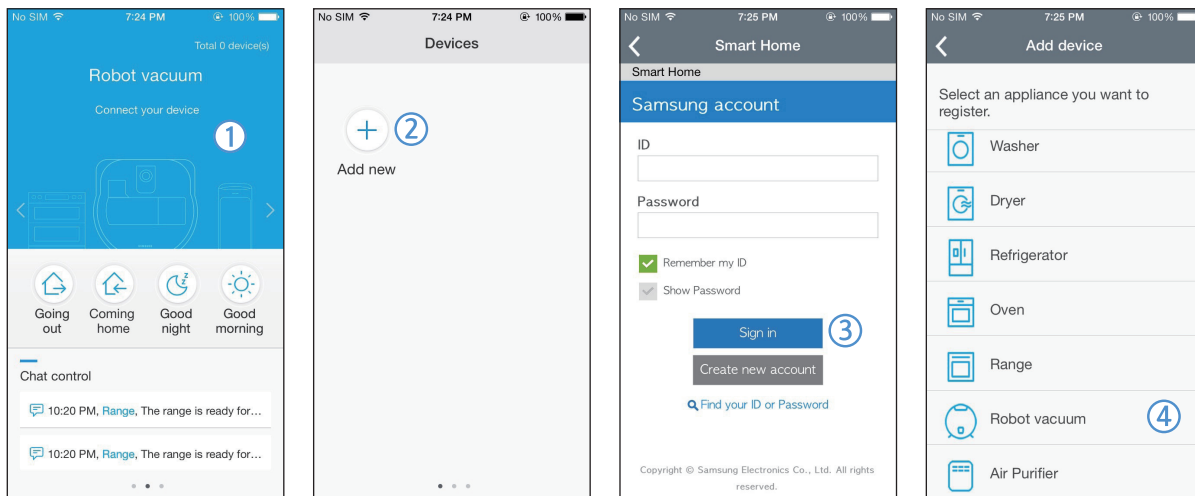 No SIM 7:24 PM 100%
Total 0 device(s)
Robot vacuum
Connect your device
①
Going out
Coming home
Good night
Good morning
Chat control
10:20 PM, Range, The range is ready for...
10:20 PM, Range, The range is ready for...
No SIM 7:24 PM 100%
Devices
②
Add new
No SIM 7:25 PM 100%
Smart Home
Smart Home
Samsung account
ID
Password
Remember my ID
Show Password
Sign in ③
Create new account
Find your ID or Password
Copyright © Samsung Electronics Co., Ltd. All rights
reserved.
No SIM 7:25 PM 100%
Add device
Select an appliance you want to
register.
Washer
Dryer
Refrigerator
Oven
Range
Robot vacuum ④
Air Purifier